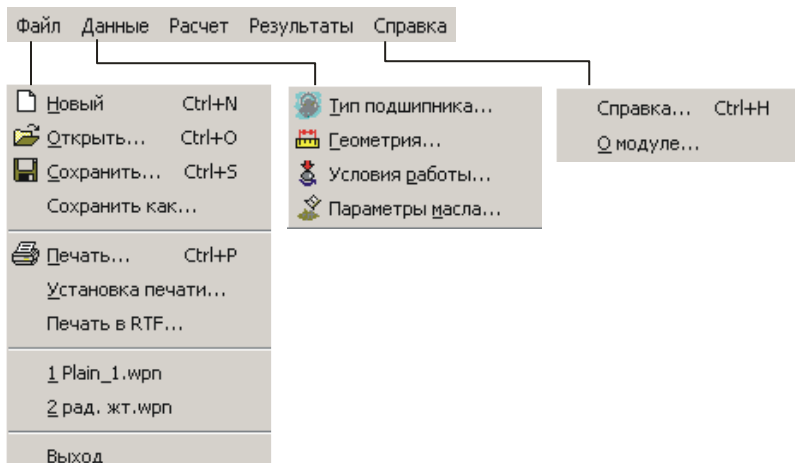 Файл Данные Расчет Результаты Справка
Новый Ctrl+N
Открыть... Ctrl+O
Сохранить... Ctrl+S
Сохранить как...
Печать... Ctrl+P
Установка печати...
Печать в RTF...
1 Plain_1.wpn
2 рад. жт.wpn
Выход
Тип подшипника...
Геометрия...
Условия работы...
Параметры масла...
Справка... Ctrl+H
О модуле...